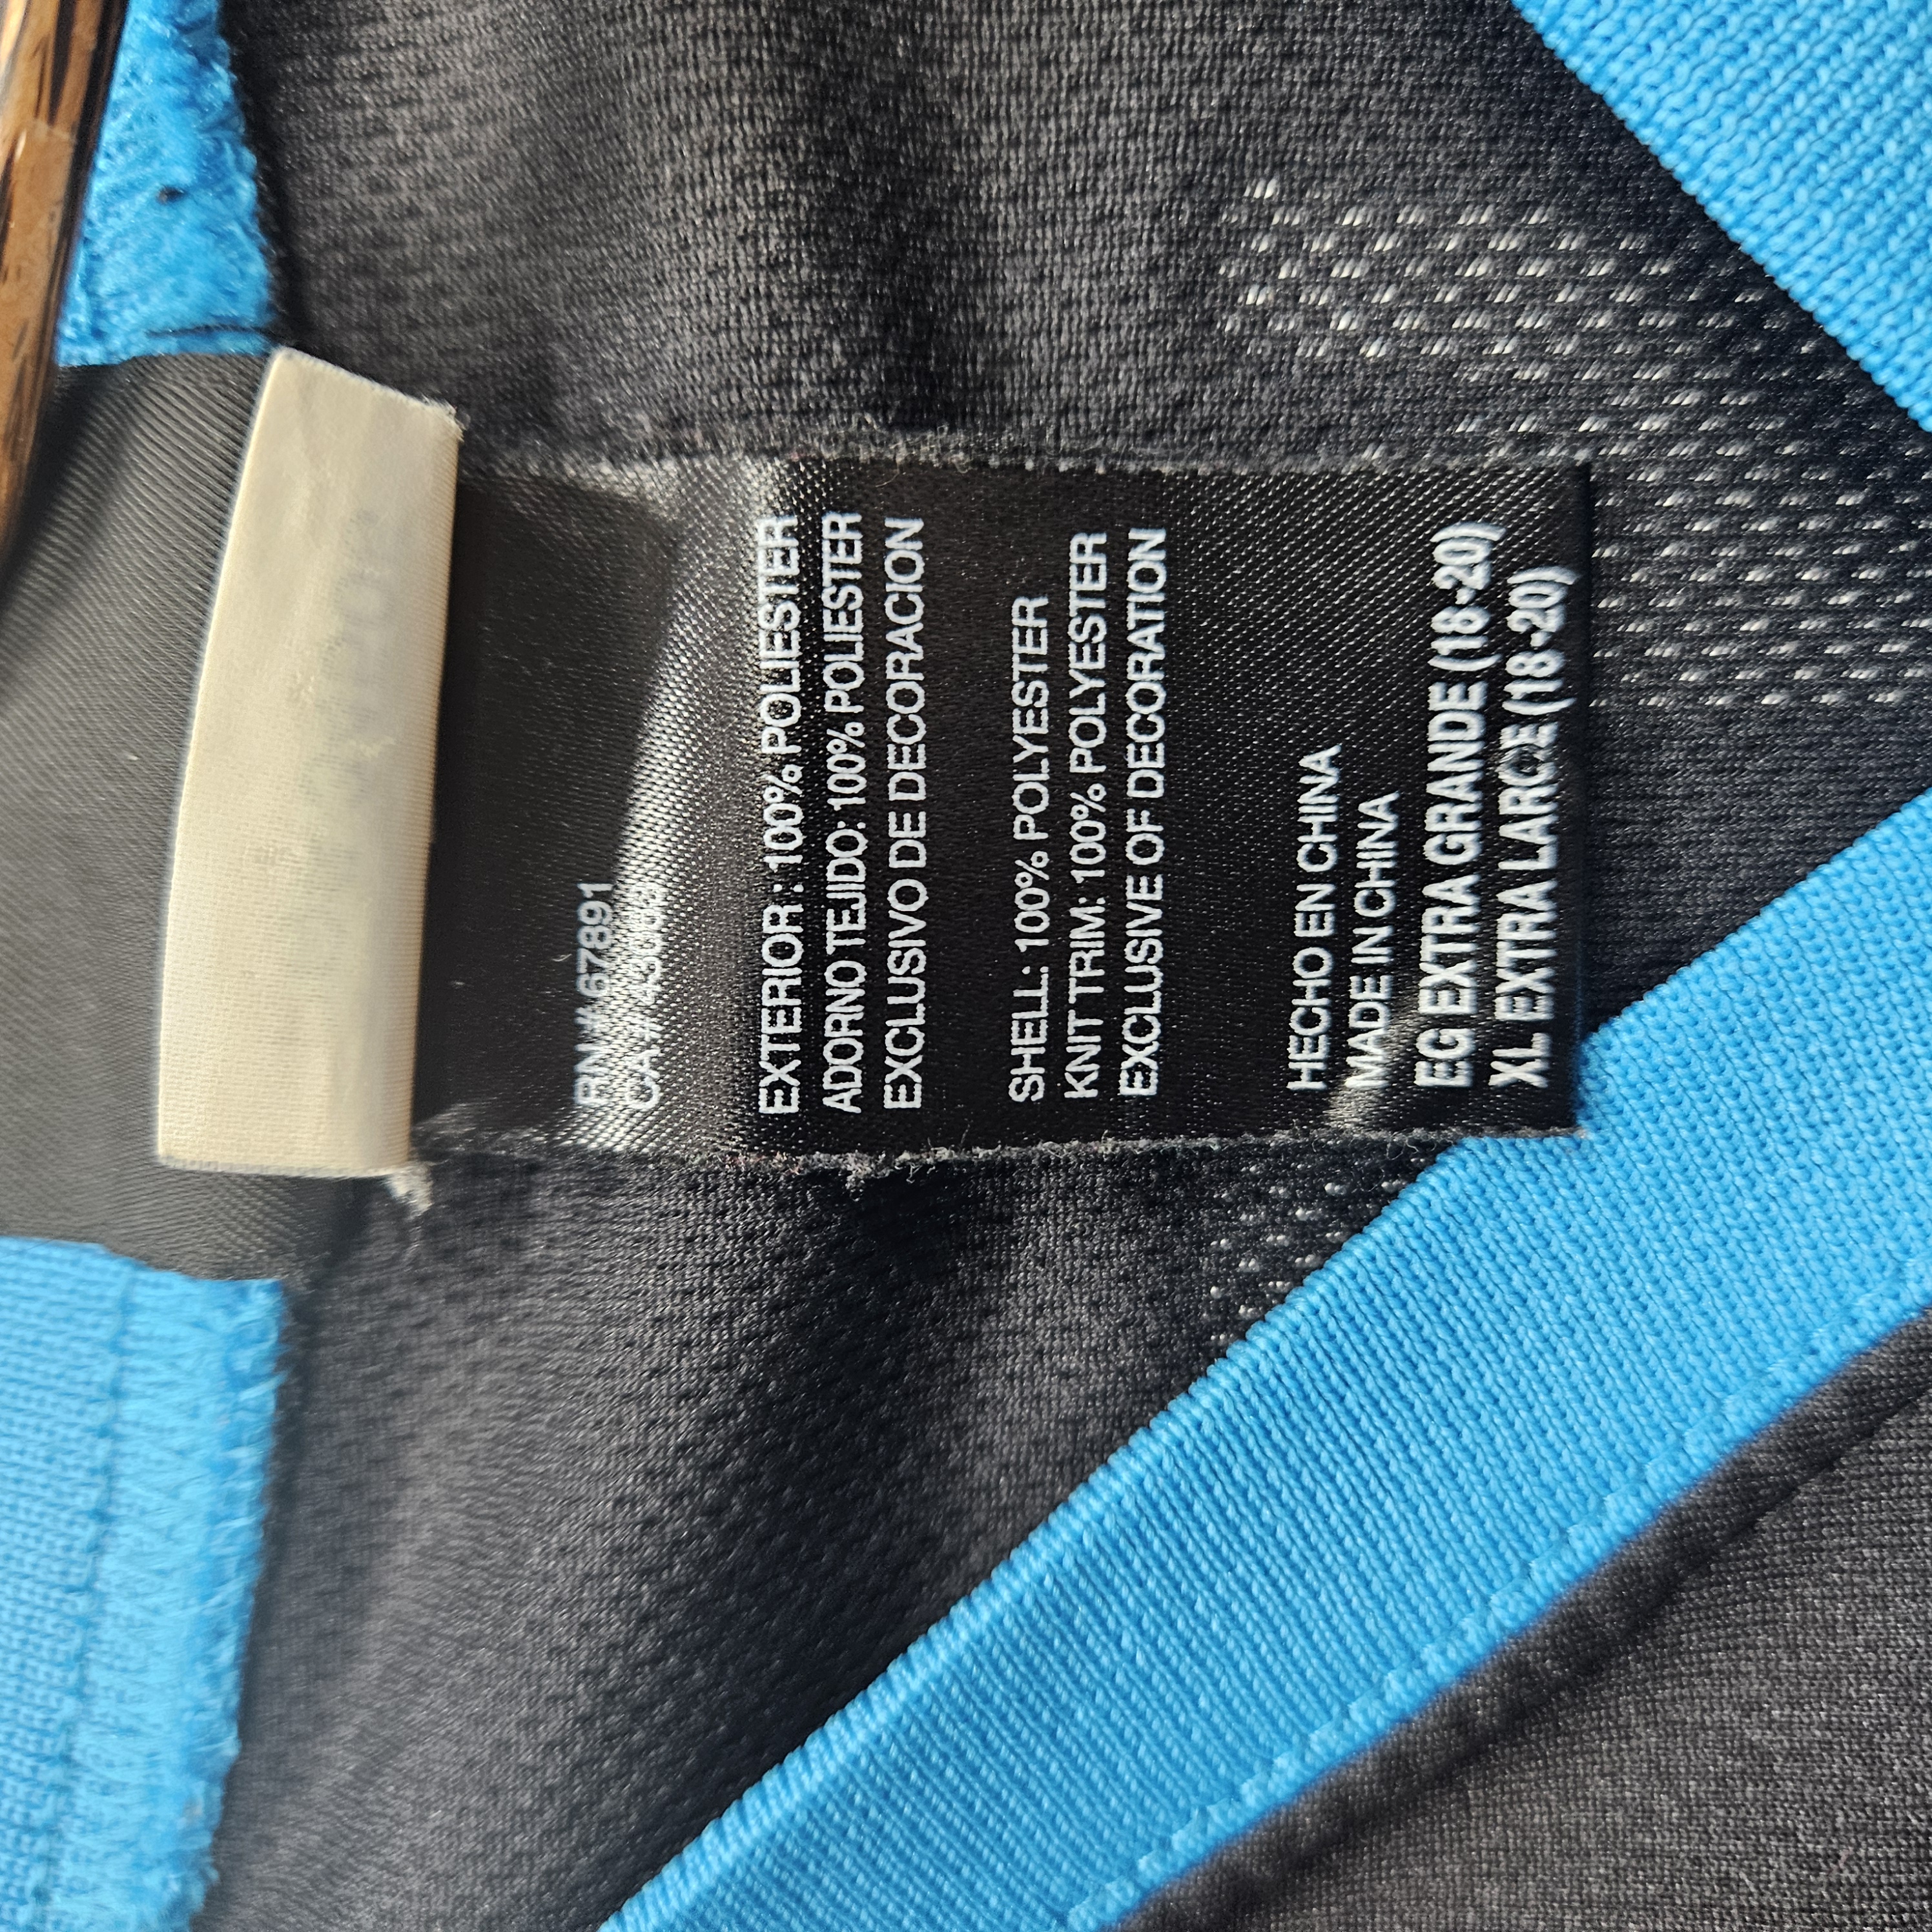 RN# 67891
CA#
EXTERIOR : 100% POLIESTER
ADORNO TEJIDO: 100% POLIESTER
EXCLUSIVO DE DECORACION
SHELL: 100% POLYESTER
KNIT TRIM: 100% POLYESTER
EXCLUSIVE OF DECORATION
HECHO EN CHINA
MADE IN CHINA
EG EXTRA GRANDE (18-20)
XL EXTRA LARGE (18-20)